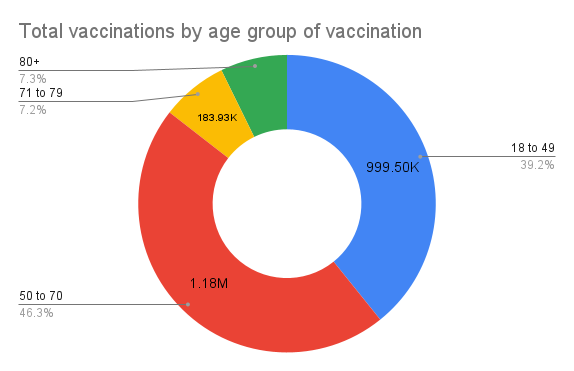 Total vaccinations by age group of vaccination
80+
7.3%
71 to 79
7.2%
183.93K
18 to 49
39.2%
999.50K
1.18M
50 to 70
46.3%